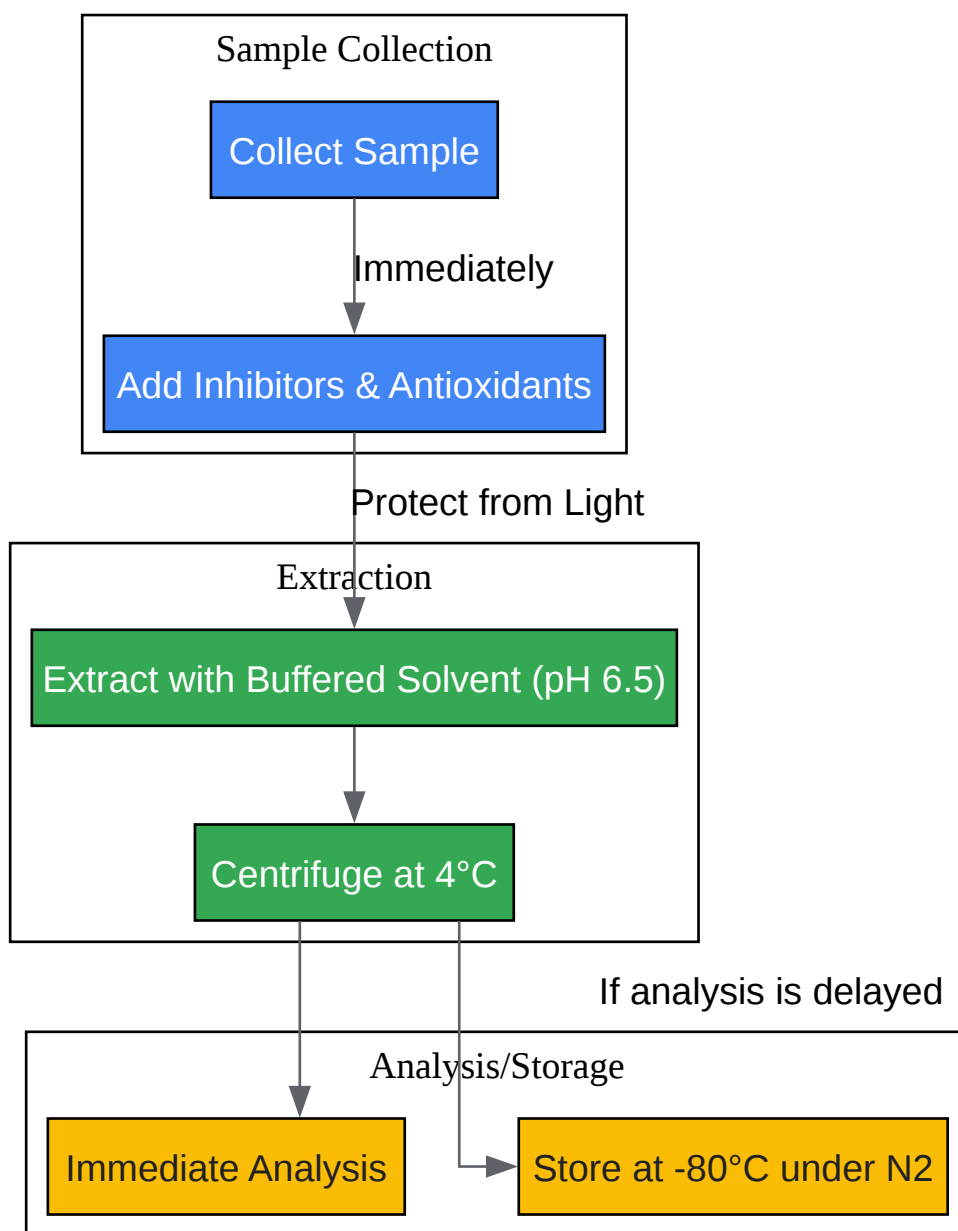 Sample Collection
Collect Sample
Immediately
Add Inhibitors & Antioxidants
Protect from Light
Extraction
Extract with Buffered Solvent (pH 6.5)
Centrifuge at 4°C
If analysis is delayed
Analysis/Storage
Immediate Analysis
Store at -80°C under N2